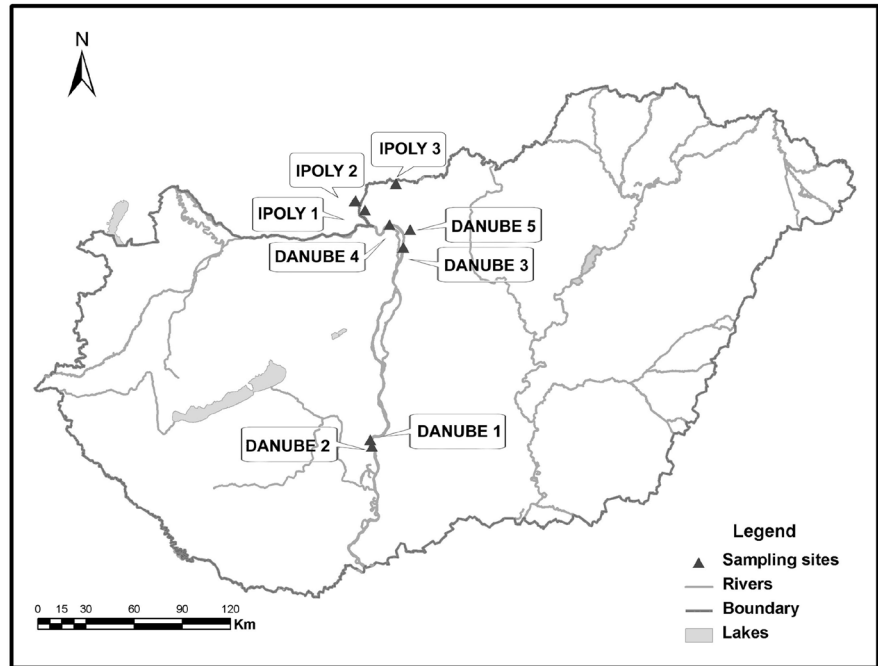 N
IPOLY 3
IPOLY 2
IPOLY 1
DANUBE 5
DANUBE 4
DANUBE 3
DANUBE 1
DANUBE 2
Legend
Sampling sites
Rivers
Boundary
Lakes
0 15 30 60 90 120
Km